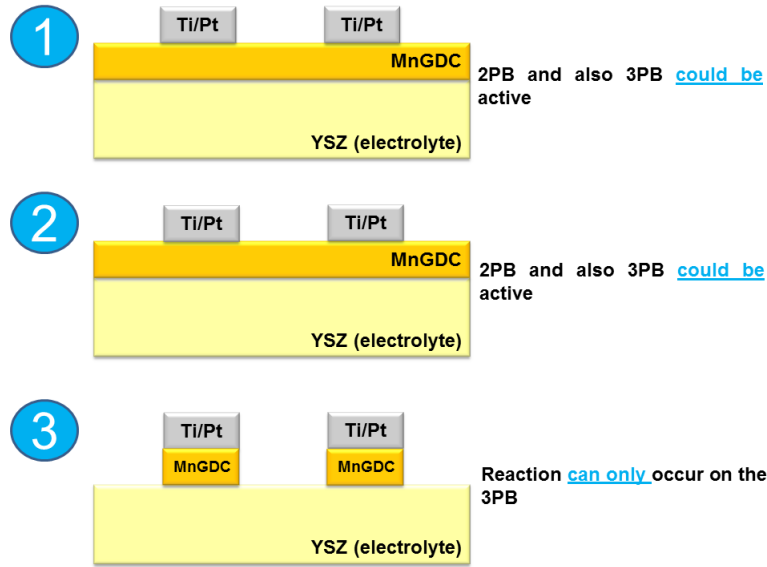 1
Ti/Pt Ti/Pt
MnGDC
YSZ (electrolyte)
2PB and also 3PB could be
active
2
Ti/Pt Ti/Pt
MnGDC
YSZ (electrolyte)
2PB and also 3PB could be
active
3
Ti/Pt Ti/Pt
MnGDC MnGDC
YSZ (electrolyte)
Reaction can only occur on the
3PB